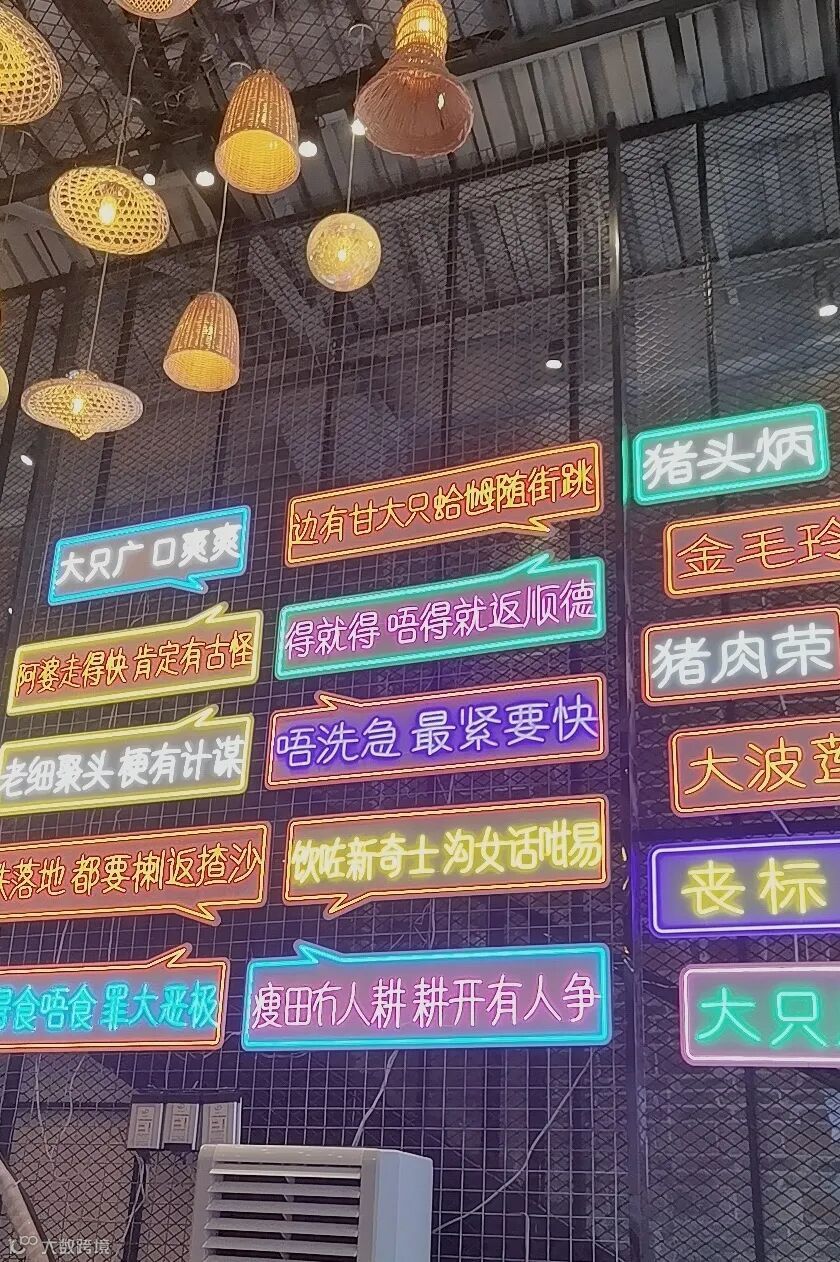 大只广 口爽爽
阿婆走得快 肯定有古怪
老细聚头 梗有计谋
落地 都要揦返揸沙
得食唔食 罪大恶极
边有甘大只蛤姆随街跳
得就得 唔得就返顺德
唔洗急 最紧要快
饮咗新奇士 沟女话咁易
瘦田冇人耕 耕开有人争
猪头炳
金毛玲
猪肉荣
大波莲
丧标
大只
大数跨境